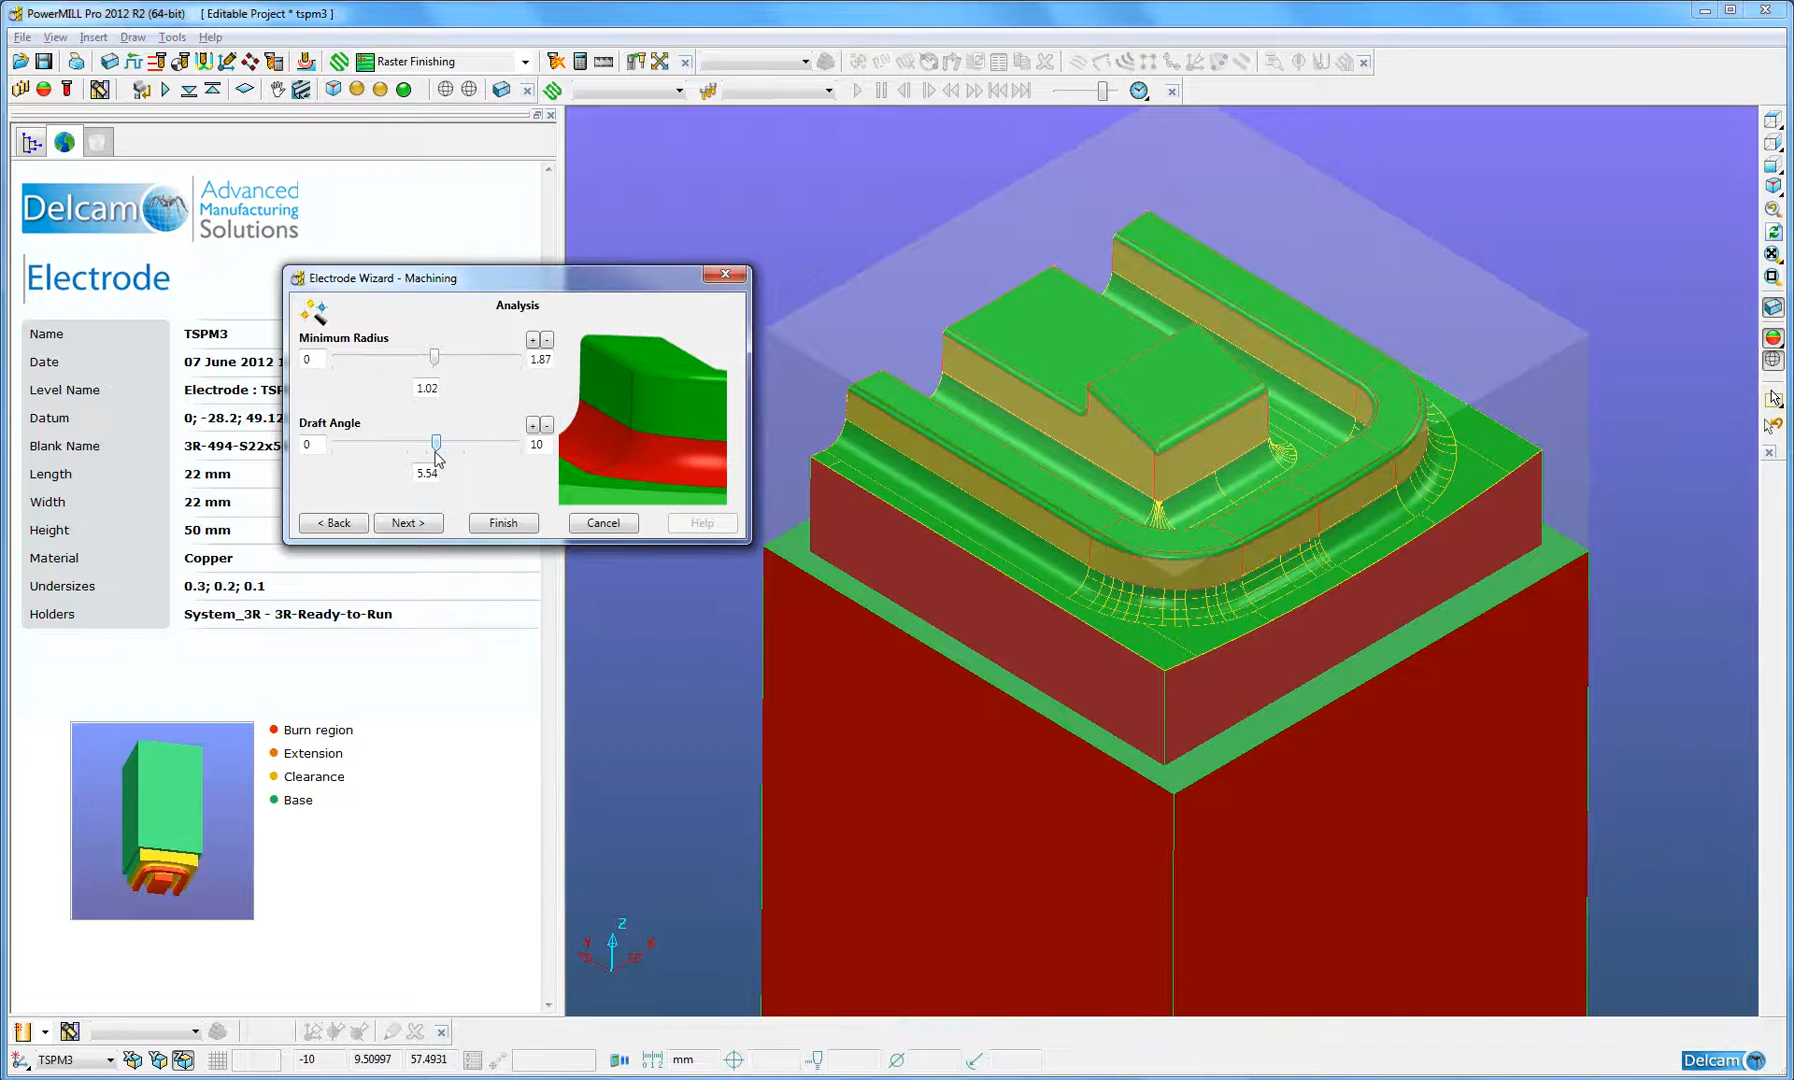 PowerMILL Pro 2012 R2 (64-bit) [ Editable Project * tspm3 ]
File View Insert Draw Tools Help
Raster Finishing
Delcam
Advanced
Manufacturing
Solutions
Electrode
Name TSPM3
Date 07 June 2012 1
Level Name Electrode : TSP
Datum 0; -28.2; 49.12
Blank Name 3R-494-S22x5
Length 22 mm
Width 22 mm
Height 50 mm
Material Copper
Undersizes 0.3; 0.2; 0.1
Holders System_3R - 3R-Ready-to-Run
Electrode Wizard - Machining
Analysis
Minimum Radius + -
0 1.87
1.02
Draft Angle + -
0 10
5.54
< Back Next > Finish Cancel Help
Burn region
Extension
Clearance
Base
Z
Y X
TSPM3 -10 9.50997 57.4931 mm
Delcam